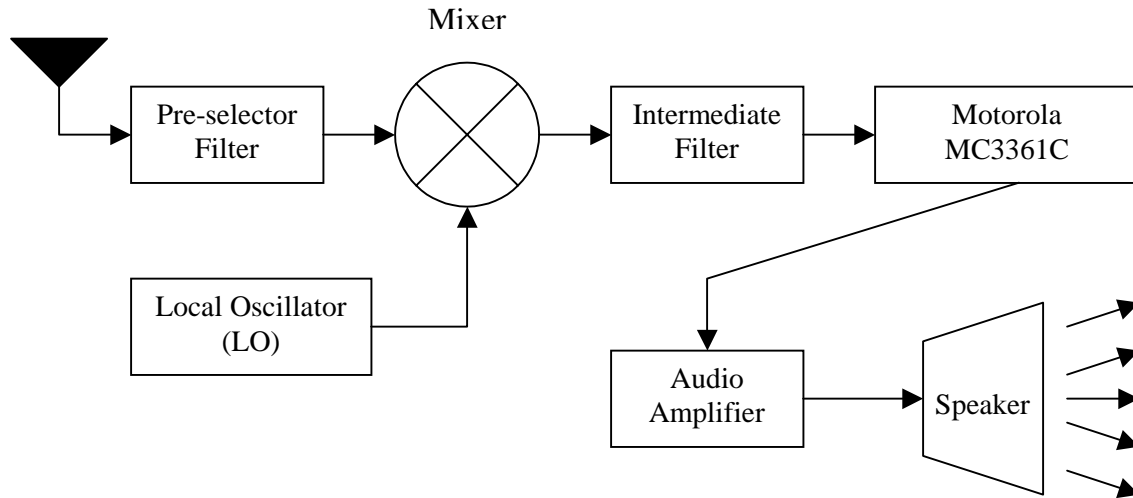 Mixer
Pre-selector
Filter
Intermediate
Filter
Motorola
MC3361C
Local Oscillator
(LO)
Audio
Amplifier
Speaker